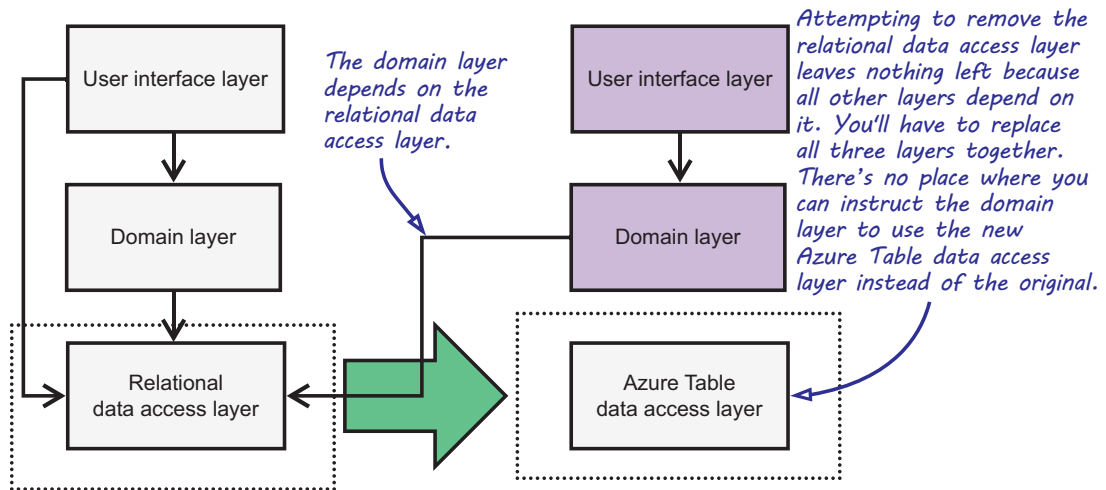 User interface layer
Domain layer
Relational
data access layer
The domain layer
depends on the
relational data
access layer.
User interface layer
Domain layer
Azure Table
data access layer
Attempting to remove the
relational data access layer
leaves nothing left because
all other layers depend on
it. You'll have to replace
all three layers together.
There's no place where you
can instruct the domain
layer to use the new
Azure Table data access
layer instead of the original.